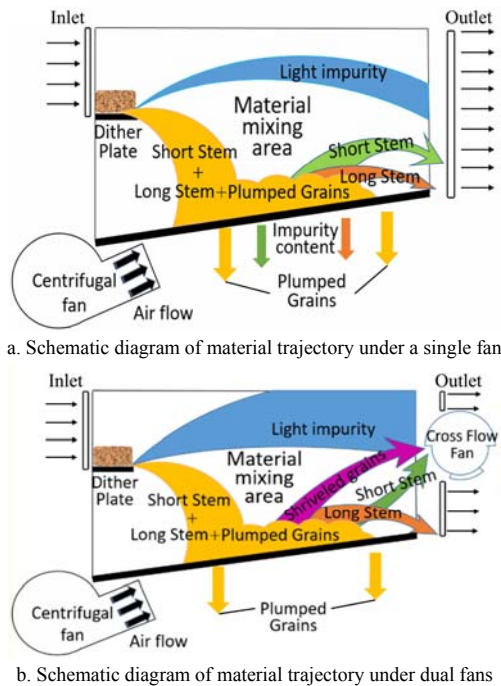 Inlet
Outlet
Light impurity
Dither
Plate
Material
mixing
area
Short Stem
+
Long Stem+Plumped Grains
Short Stem
Long Stem
Impurity
content
Centrifugal
fan
Air flow
Plumped
Grains
a. Schematic diagram of material trajectory under a single fan
Inlet
Outlet
Light impurity
Cross Flow
Fan
Dither
Plate
Material
mixing
area
Shriveled grains
Short Stem
Short Stem
+
Long Stem+Plumped Grains
Long Stem
Centrifugal
fan
Air flow
Plumped
Grains
b. Schematic diagram of material trajectory under dual fans